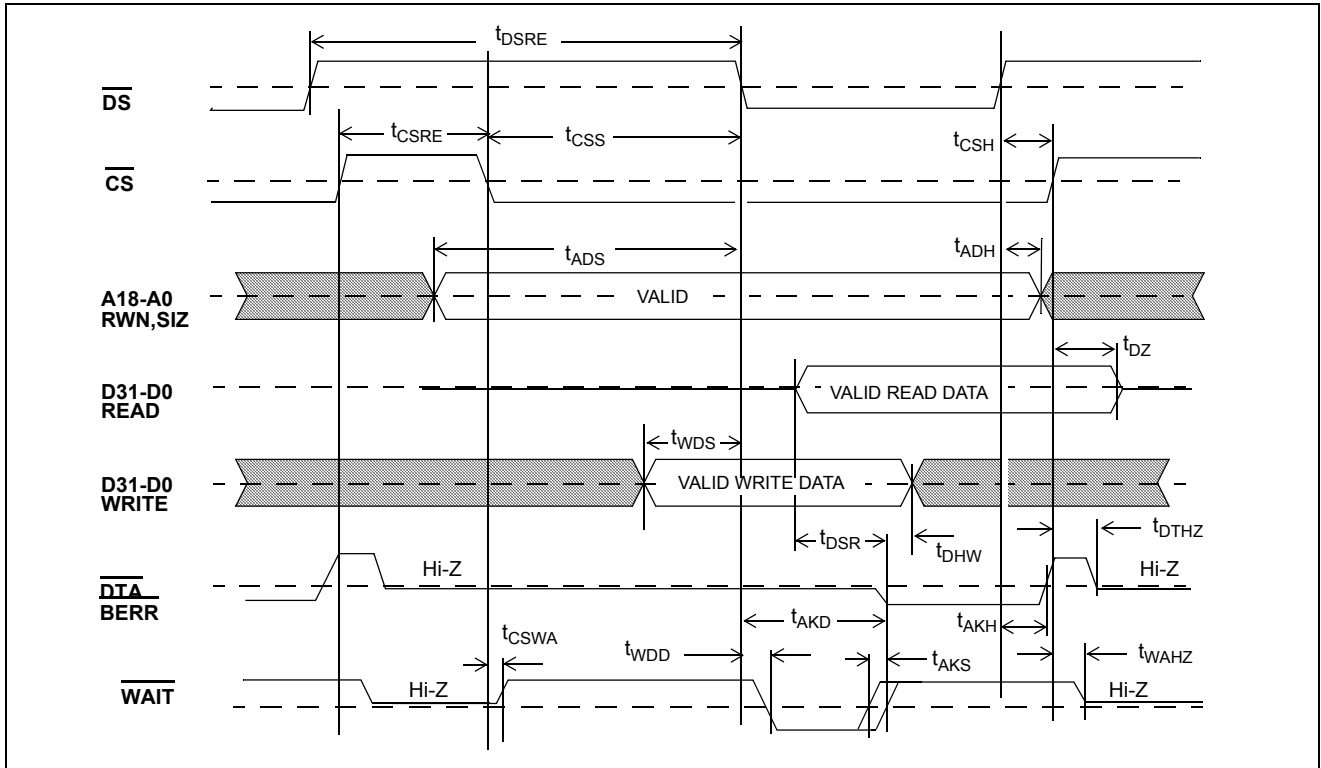 tDSRE
DS
tCSRE
tCSS
tCSH
CS
tADS
tADH
A18-A0
RWN,SIZ
VALID
tDZ
D31-D0
READ
VALID READ DATA
tWDS
D31-D0
WRITE
VALID WRITE DATA
tDSR
tDHW
tDTHZ
DTA
BERR
Hi-Z
Hi-Z
tAKD
tAKH
tCSWA
tWDD
tAKS
tWAHZ
WAIT
Hi-Z
Hi-Z